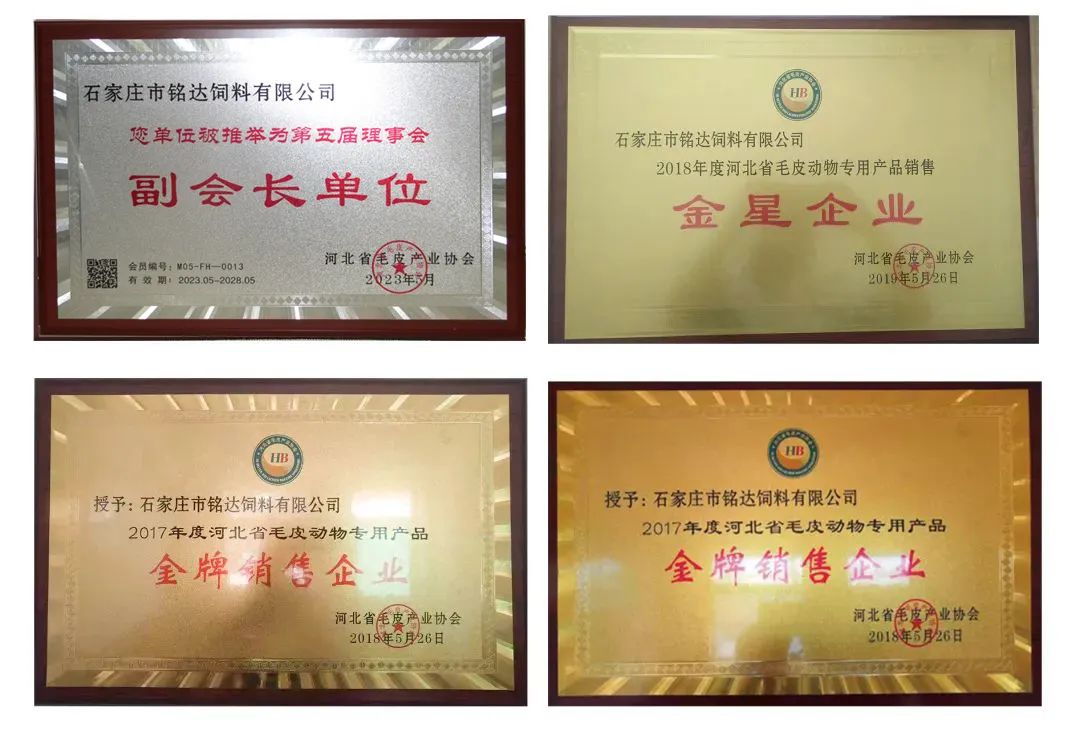 石家庄市铭达饲料有限公司
您单位被推举为第五届理事会
副会长单位
会员编号：M05-FH—0013
有 效 期：2023.05-2028.05
河北省毛皮产业协会
2023年5月
HB
石家庄市铭达饲料有限公司
2018年度河北省毛皮动物专用产品销售
金星企业
河北省毛皮产业协会
2019年5月26日
HB
授予：石家庄市铭达饲料有限公司
2017年度河北省毛皮动物专用产品
金牌销售企业
河北省毛皮产业协会
2018年5月26日
HB
授予：石家庄市铭达饲料有限公司
2017年度河北省毛皮动物专用产品
金牌销售企业
河北省毛皮产业协会
2018年5月26日